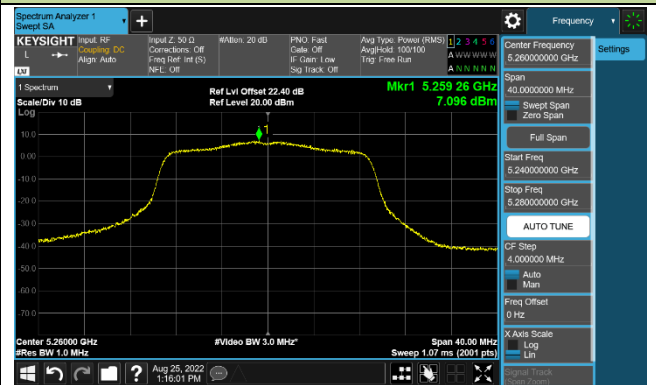 Spectrum Analyzer 1
Swept SA
+
Frequency
KEYSIGHT
L
LXI
Input: RF
Coupling: DC
Align: Auto
Input Z: 50 Ω
Corrections: Off
Freq Ref: Int (S)
NFE: Off
#Atten: 20 dB
PNO: Fast
Gate: Off
IF Gain: Low
Sig Track: Off
Avg Type: Power (RMS)
Avg|Hold: 100/100
Trig: Free Run
1 2 3 4 5 6
A W W W W W
A N N N N N
1 Spectrum
Scale/Div 10 dB
Log
Ref Lvl Offset 22.40 dB
Ref Level 20.00 dBm
Mkr1 5.259 26 GHz
7.096 dBm
1
10.0
0.00
-10.0
-20.0
-30.0
-40.0
-50.0
-60.0
-70.0
Center 5.26000 GHz
#Res BW 1.0 MHz
#Video BW 3.0 MHz*
Span 40.00 MHz
Sweep 1.07 ms (2001 pts)
?
Aug 25, 2022
1:16:01 PM
Center Frequency
5.260000000 GHz
Settings
Span
40.0000000 MHz
Swept Span
Zero Span
Full Span
Start Freq
5.240000000 GHz
Stop Freq
5.280000000 GHz
AUTO TUNE
CF Step
4.000000 MHz
Auto
Man
Freq Offset
0 Hz
X Axis Scale
Log
Lin
Signal Track
(Span Zoom)